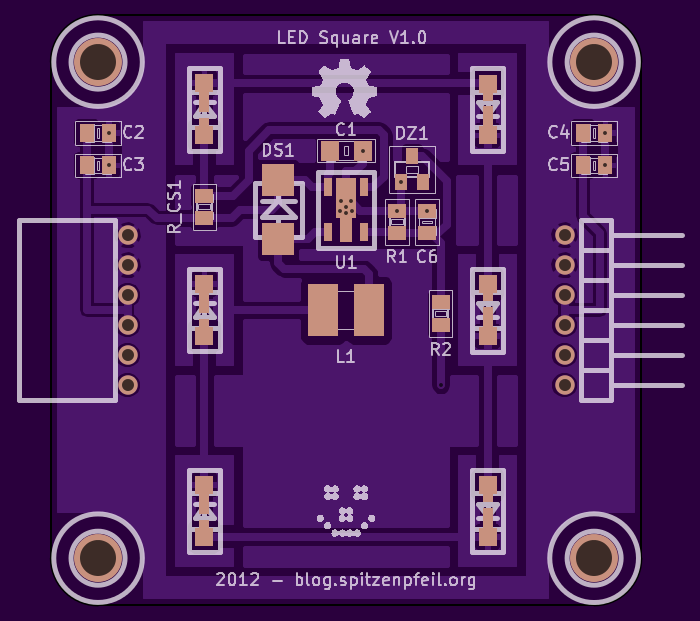 LED Square V1.0
C2
C3
C4
C5
C1
DZ1
DS1
R_CS1
U1
R1 C6
L1
R2
2012 – blog.spitzenpfeil.org